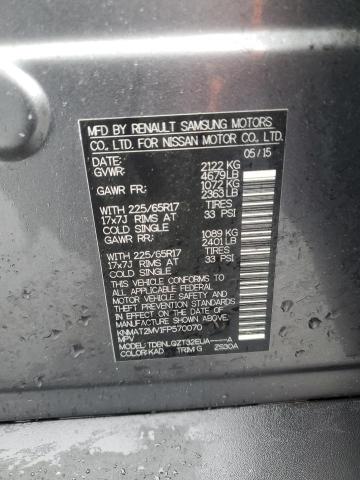 MFD BY RENAULT SAMSUNG MOTORS
CO., LTD. FOR NISSAN MOTOR CO., LTD.
DATE: 05/15
GVWR: 2122 KG
4679 LB
GAWR FR: 1072 KG
2363 LB
WITH 225/65R17 TIRES
17x7J RIMS AT 33 PSI
COLD SINGLE
GAWR RR: 1089 KG
2401 LB
WITH 225/65R17 TIRES
17x7J RIMS AT 33 PSI
COLD SINGLE
THIS VEHICLE CONFORMS TO
ALL APPLICABLE FEDERAL
MOTOR VEHICLE SAFETY AND
THEFT PREVENTION STANDARDS
IN EFFECT ON THE DATE OF
MANUFACTURE SHOWN ABOVE.
KNMAT2MV1FP570070
MPV
MODEL: TDBNLGZT32EUA-----A
COLOR:KAD TRIM:G ZS30A